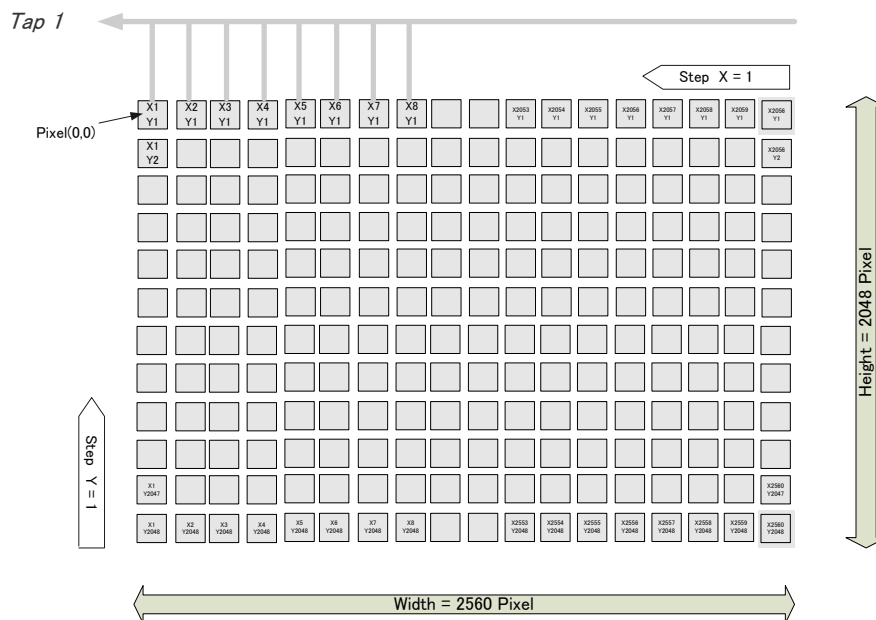 Tap 1
Step X = 1
X1 X2 X3 X4 X5 X6 X7 X8 X2053 X2054 X2055 X2056 X2057 X2058 X2059 X2056
Y1 Y1 Y1 Y1 Y1 Y1 Y1 Y1 Y1 Y1 Y1 Y1 Y1 Y1 Y1 Y1
Pixel(0,0)
X1 X2056
Y2 Y2
Height = 2048 Pixel
Step Y = 1
X1 X2560
Y2047 Y2047
X1 X2 X3 X4 X5 X6 X7 X8 X2553 X2554 X2555 X2556 X2557 X2558 X2559 X2560
Y2048 Y2048 Y2048 Y2048 Y2048 Y2048 Y2048 Y2048 Y2048 Y2048 Y2048 Y2048 Y2048 Y2048 Y2048 Y2048
Width = 2560 Pixel